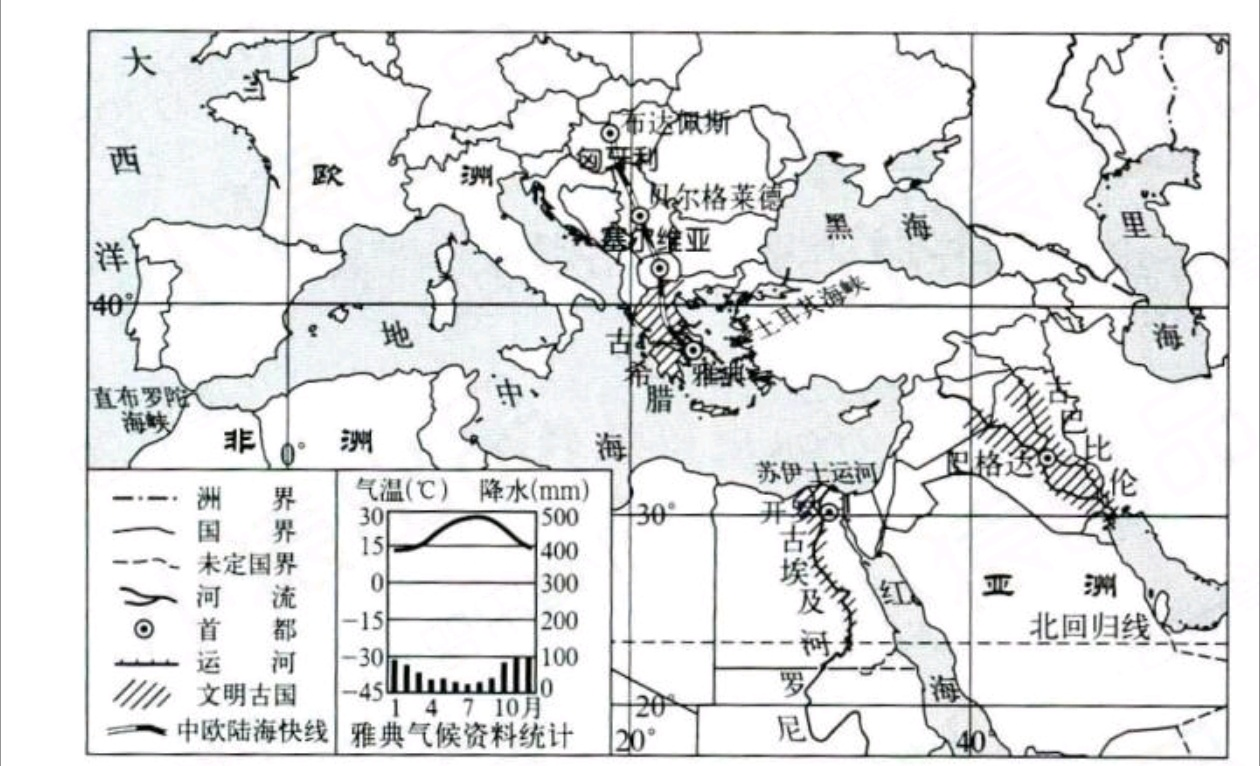 大
西
洋
欧 洲
布达佩斯
匈牙利
贝尔格莱德
塞尔维亚
黑 海
里
海
40°
地
中
海
土耳其海峡
古
希
腊
雅典
直布罗陀
海峡
非 洲
0°
古
巴
比
伦
巴格达
苏伊士运河
开罗
30°
古
埃
及
红
海
亚 洲
河
北回归线
罗
尼
20°
20° 40°
洲 界
国 界
未定国界
河 流
首 都
运 河
文明古国
中欧陆海快线
气温(℃) 降水(mm)
30 500
15 400
0 300
-15 200
-30 100
-45 0
1 4 7 10月
雅典气候资料统计